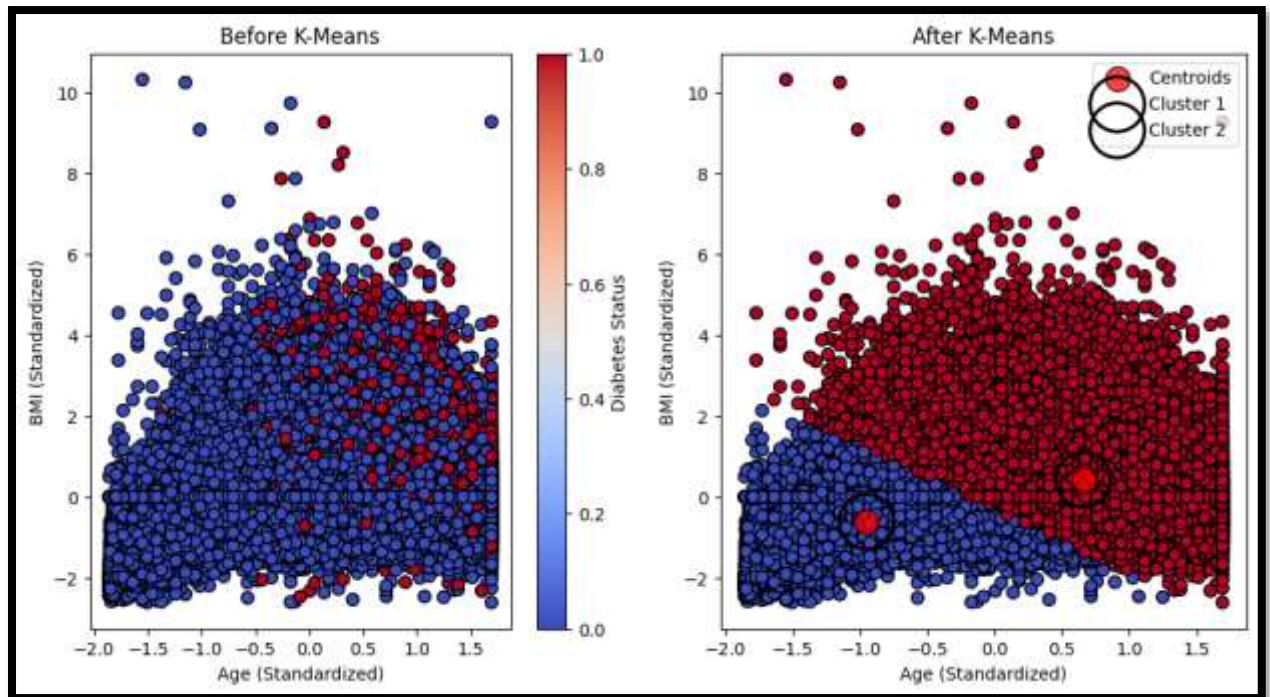 Before K-Means
10
8
6
4
2
0
−2
BMI (Standardized)
−2.0 −1.5 −1.0 −0.5 0.0 0.5 1.0 1.5
Age (Standardized)
1.0
0.8
0.6
0.4
0.2
0.0
Diabetes Status
After K-Means
Centroids
Cluster 1
Cluster 2
10
8
6
4
2
0
−2
BMI (Standardized)
−2.0 −1.5 −1.0 −0.5 0.0 0.5 1.0 1.5
Age (Standardized)